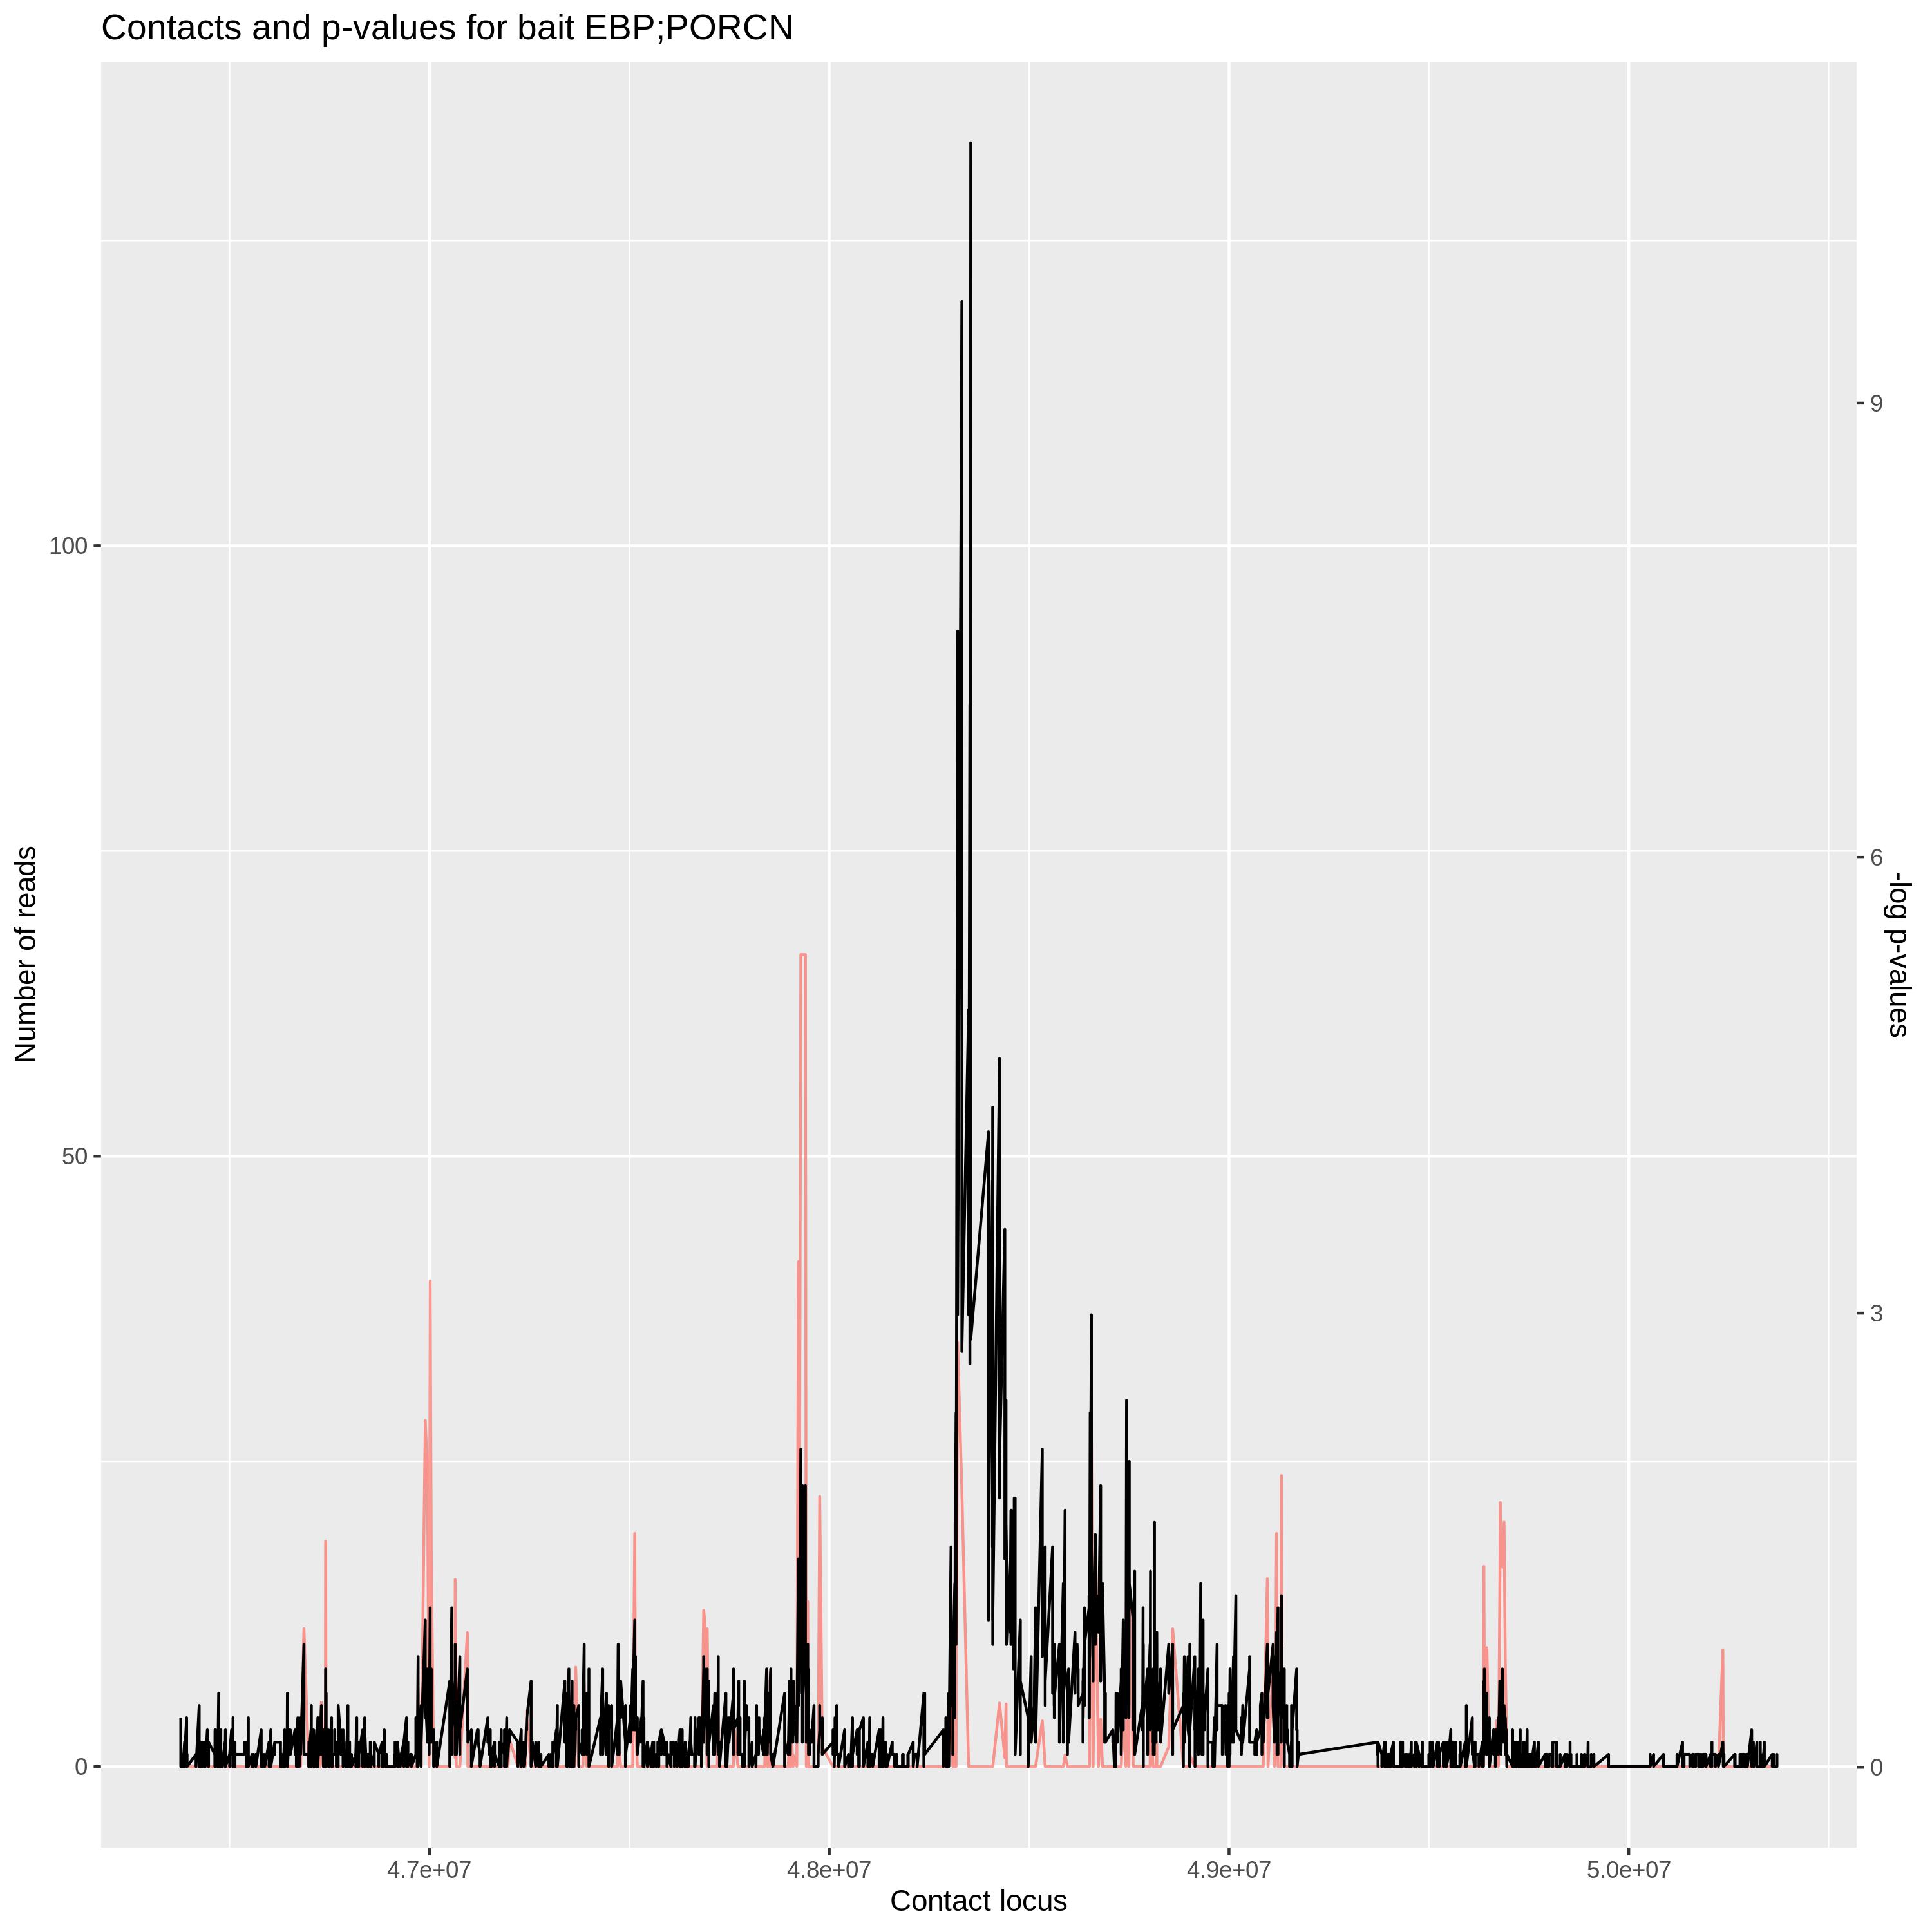 Contacts and p-values for bait EBP;PORCN
100
50
0
Number of reads
9
6
3
0
-log p-values
4.7e+07
4.8e+07
4.9e+07
5.0e+07
Contact locus